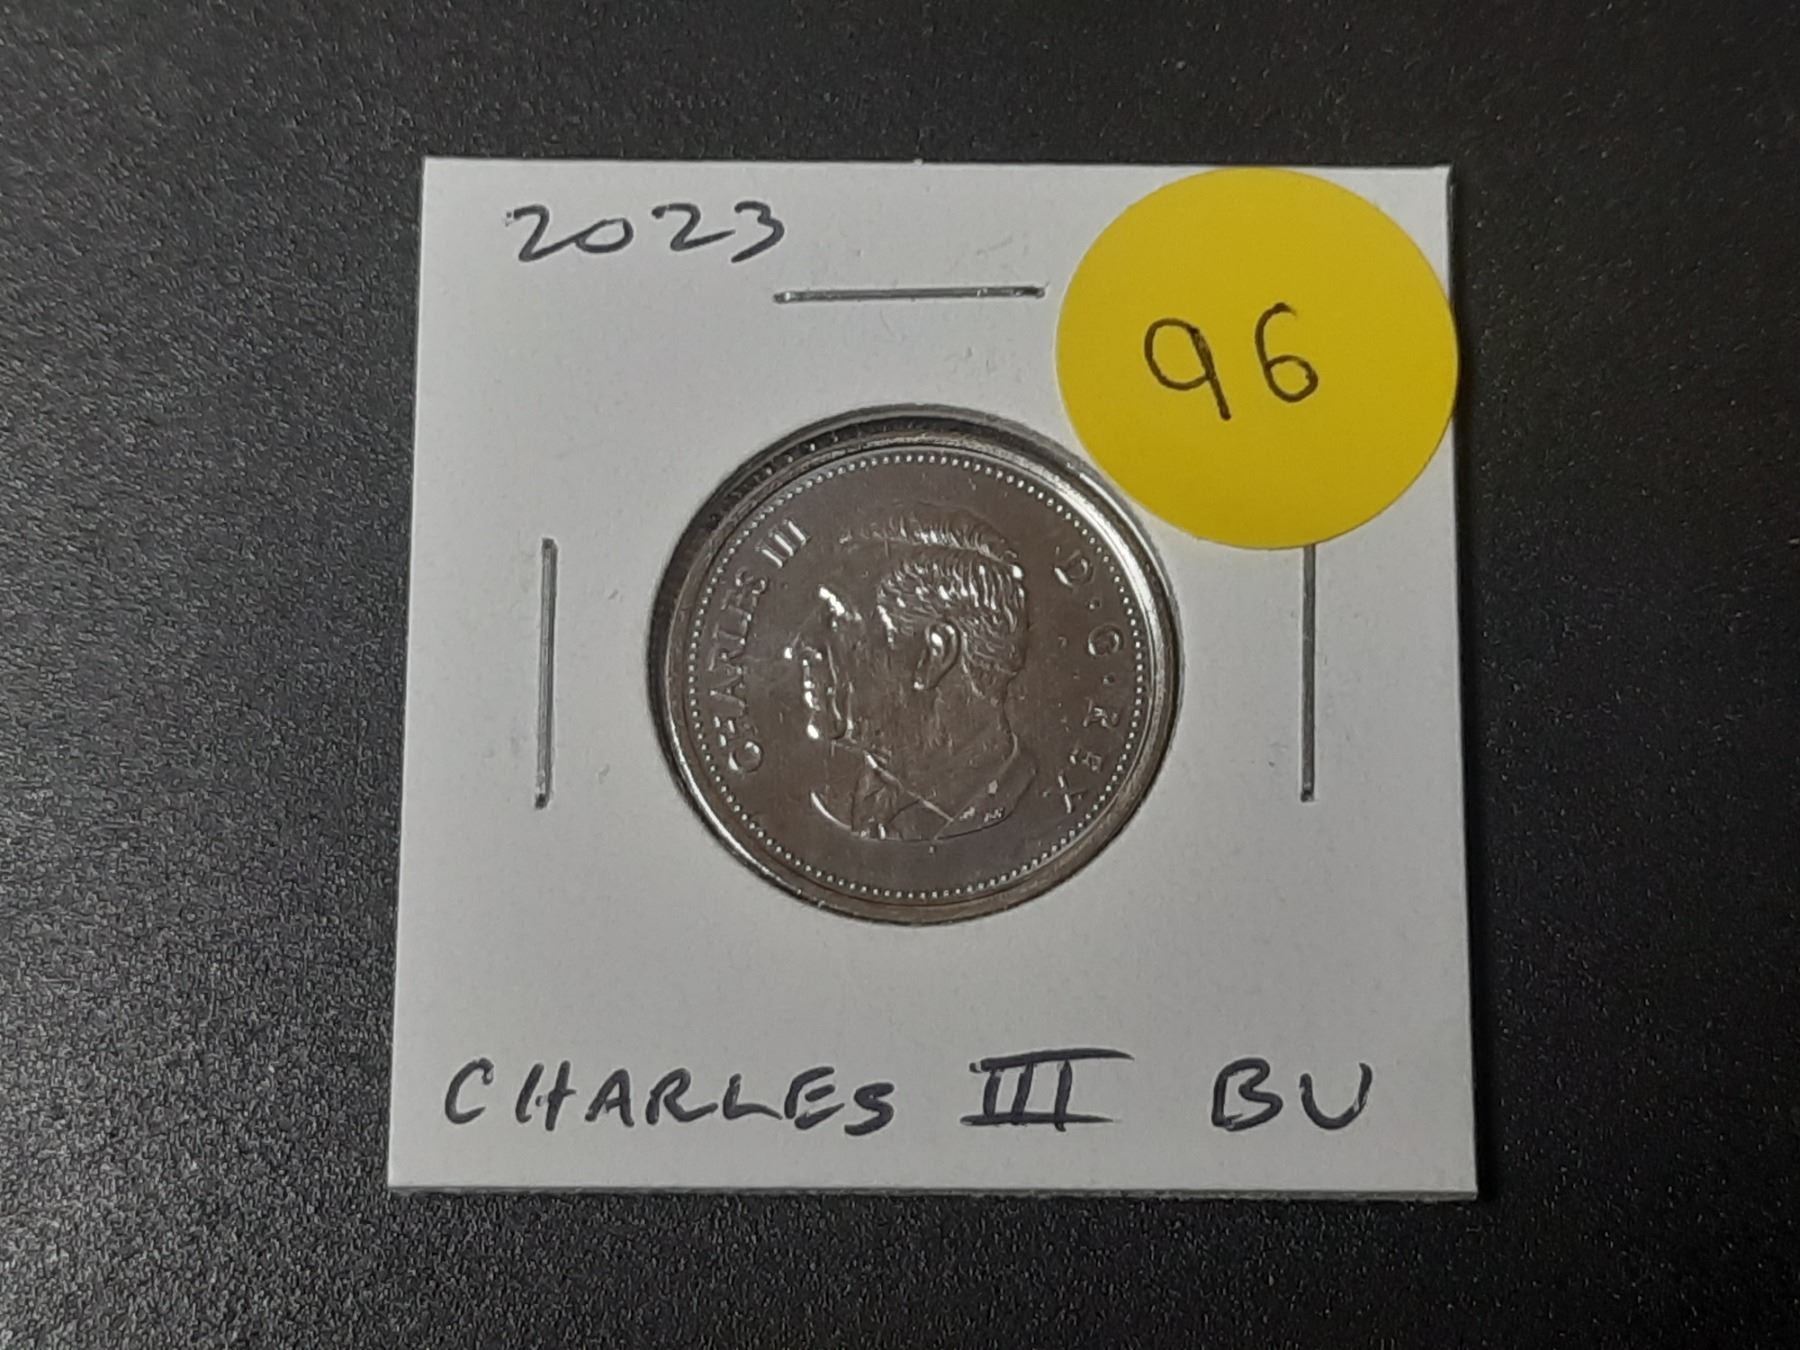 2023
96
CHARLES III
D·G·REX
CHARLES III BU